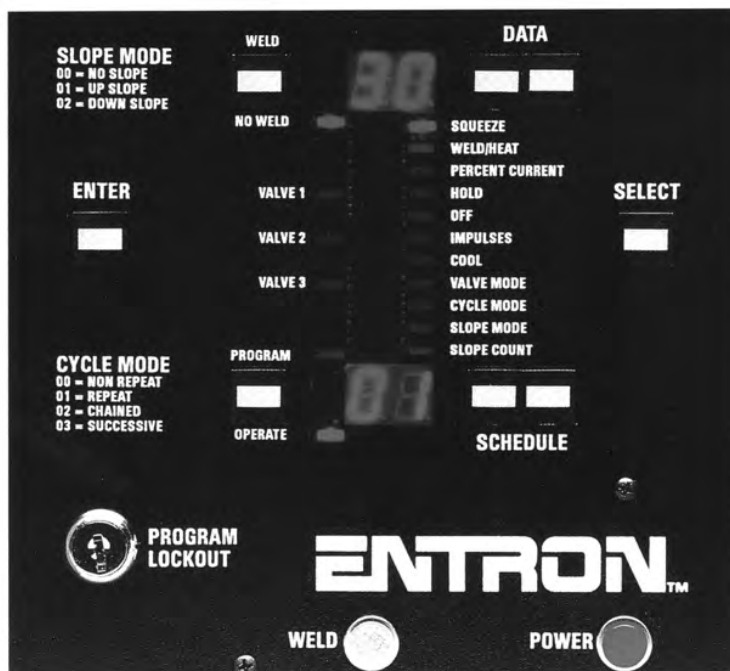 SLOPE MODE
00 = NO SLOPE
01 = UP SLOPE
02 = DOWN SLOPE
WELD
30
DATA
NO WELD
SQUEEZE
WELD/HEAT
PERCENT CURRENT
ENTER
VALVE 1
HOLD
SELECT
OFF
VALVE 2
IMPULSES
COOL
VALVE 3
VALVE MODE
CYCLE MODE
SLOPE MODE
PROGRAM
SLOPE COUNT
CYCLE MODE
00 = NON REPEAT
01 = REPEAT
02 = CHAINED
03 = SUCCESSIVE
01
OPERATE
SCHEDULE
PROGRAM
LOCKOUT
ENTRON™
WELD
POWER